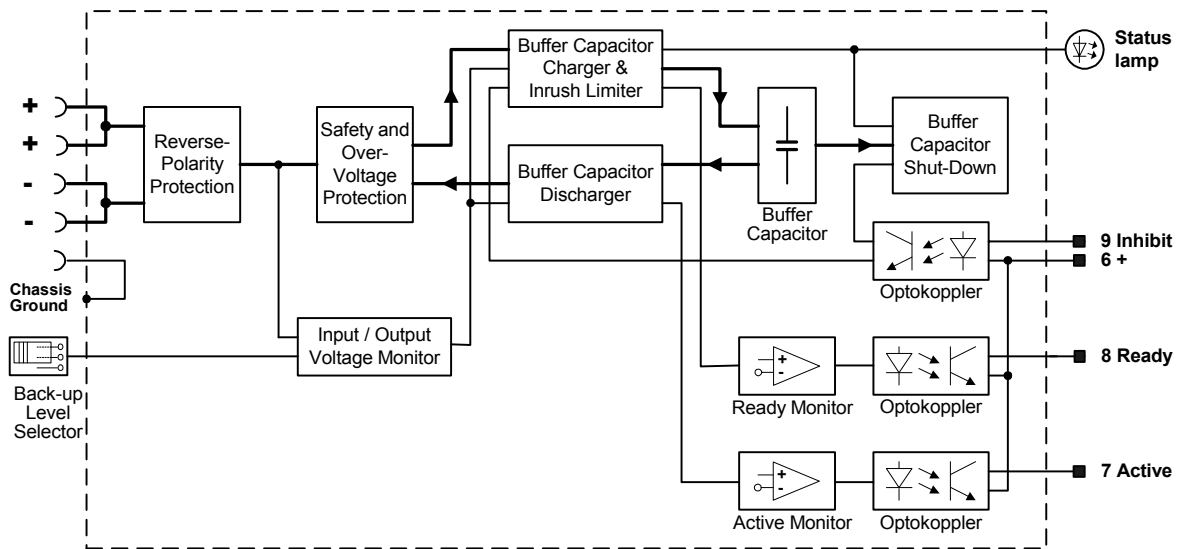 Buffer Capacitor
Charger &
Inrush Limiter
Status
lamp
+
+
-
-
Reverse-
Polarity
Protection
Safety and
Over-
Voltage
Protection
Buffer Capacitor
Discharger
Buffer
Capacitor
Buffer
Capacitor
Shut-Down
9 Inhibit
6 +
Optokoppler
Chassis
Ground
Input / Output
Voltage Monitor
Back-up
Level
Selector
+
-
Ready Monitor
Optokoppler
8 Ready
+
-
Active Monitor
Optokoppler
7 Active